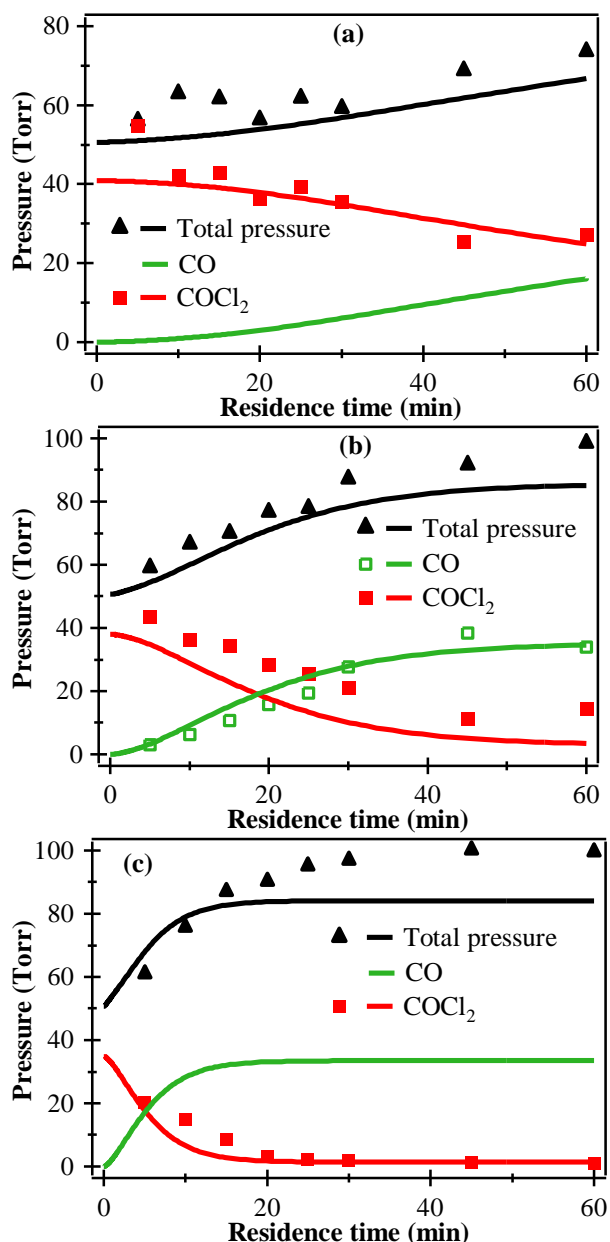 (a)
80
60
40
20
0
Pressure (Torr)
Total pressure
CO
COCl₂
0 20 40 60
Residence time (min)
(b)
100
80
60
40
20
0
Pressure (Torr)
Total pressure
CO
COCl₂
0 20 40 60
Residence time (min)
(c)
100
80
60
40
20
0
Pressure (Torr)
Total pressure
CO
COCl₂
0 20 40 60
Residence time (min)